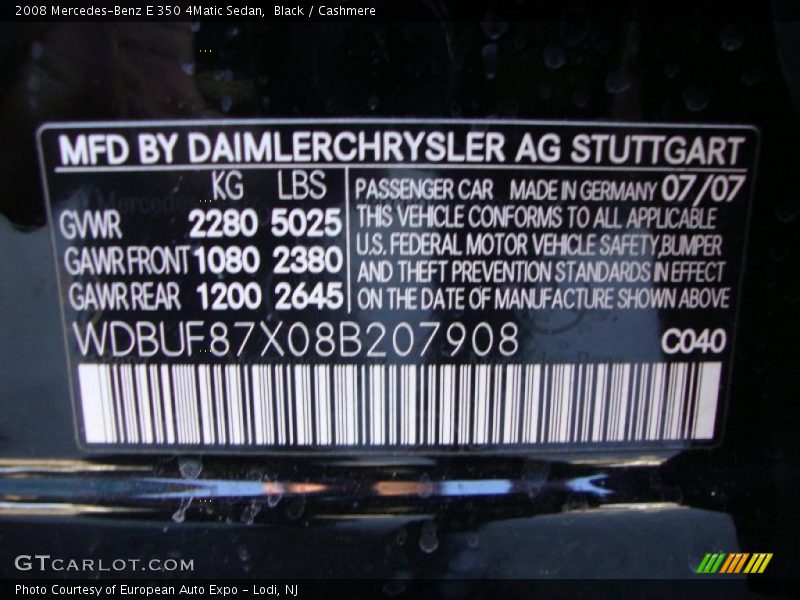 2008 Mercedes-Benz E 350 4Matic Sedan,  Black / Cashmere
MFD BY DAIMLERCHRYSLER AG STUTTGART
KG LBS
GVWR 2280 5025
GAWR FRONT 1080 2380
GAWR REAR 1200 2645
PASSENGER CAR MADE IN GERMANY 07/07
THIS VEHICLE CONFORMS TO ALL APPLICABLE
U.S. FEDERAL MOTOR VEHICLE SAFETY,BUMPER
AND THEFT PREVENTION STANDARDS IN EFFECT
ON THE DATE OF MANUFACTURE SHOWN ABOVE
WDBUF87X08B207908 C040
GTCARLOT.COM
Photo Courtesy of European Auto Expo - Lodi, NJ